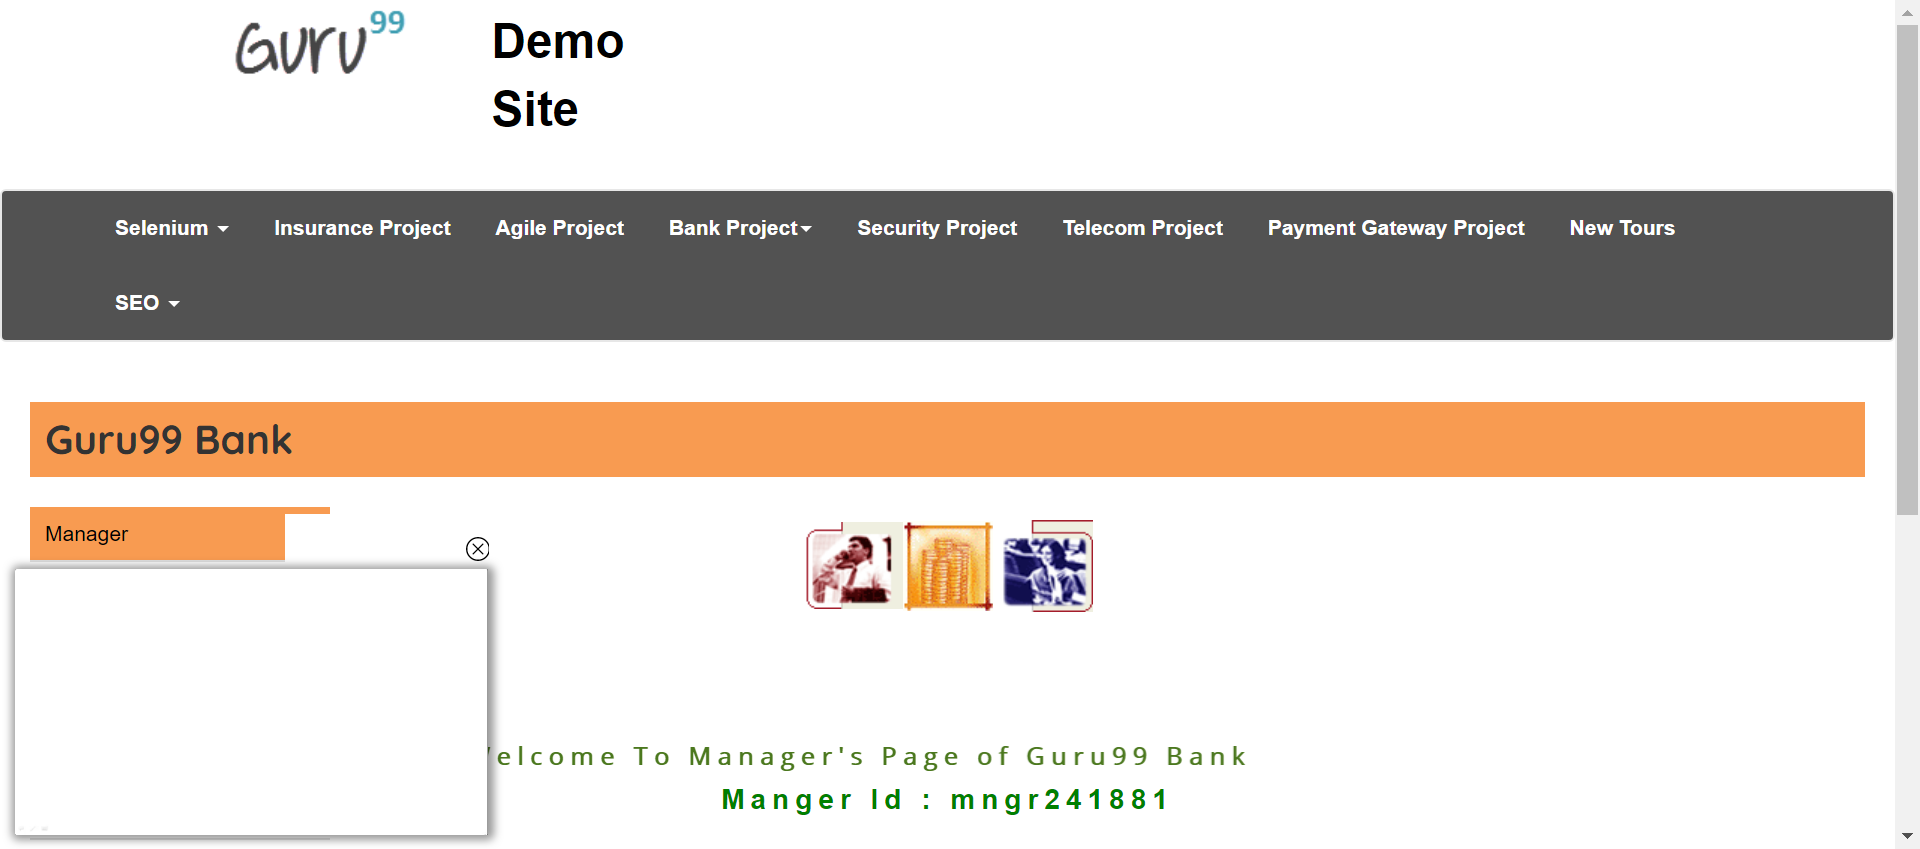 Guru99
Demo
Site
Selenium
Insurance Project
Agile Project
Bank Project
Security Project
Telecom Project
Payment Gateway Project
New Tours
SEO
Guru99 Bank
Manager
elcome To Manager's Page of Guru99 Bank
Manger Id : mngr241881